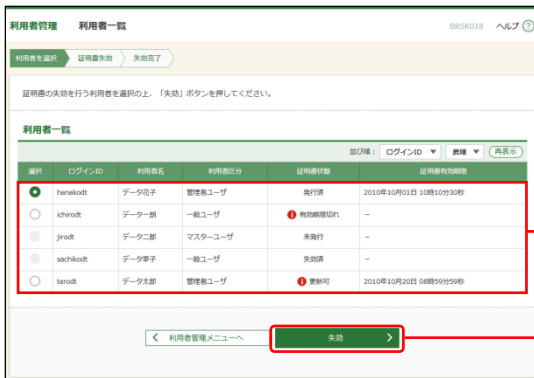 利用者管理 利用者一覧 BRSK018 ヘルプ ?
利用者を選択 証明書失効 失効完了
証明書の失効を行う利用者を選択の上、「失効」ボタンを押してください。
利用者一覧
並び順： ログインID ▼ 昇順 ▼ 再表示
選択 ログインID 利用者名 利用者区分 証明書状態 証明書有効期限
hanakodt データ花子 管理者ユーザ 発行済 2010年10月01日 10時10分30秒
ichirodt データ一朗 一般ユーザ ! 有効期限切れ –
jirodt データ二郎 マスターユーザ 未発行 –
sachikodt データ幸子 一般ユーザ 失効済 –
tarodt データ太郎 管理者ユーザ ! 更新可 2010年10月20日 08時59分59秒
< 利用者管理メニューへ 失効 >